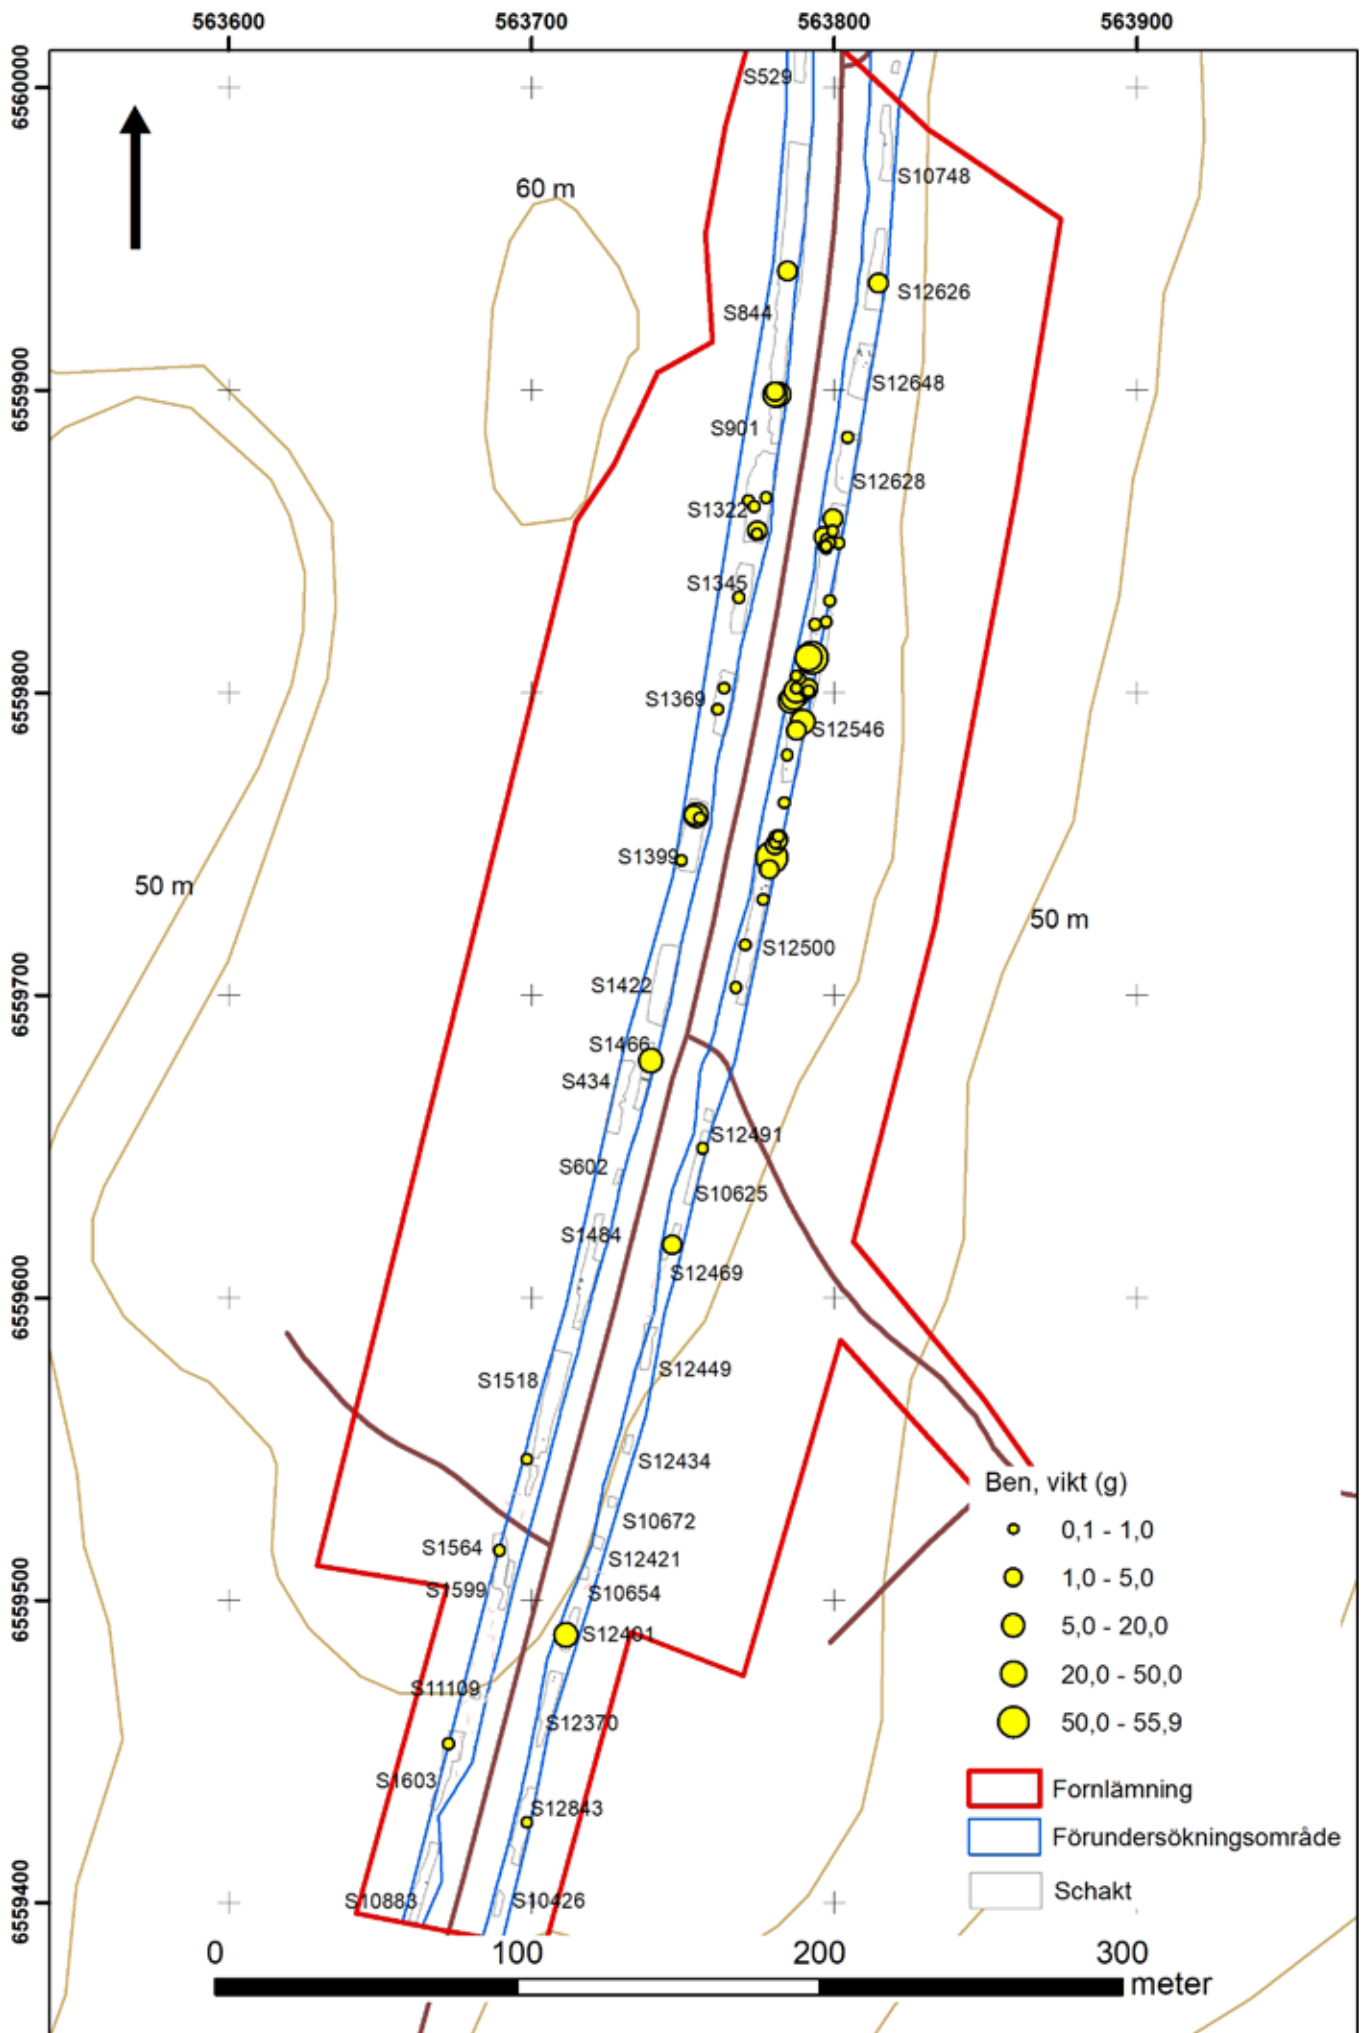 563600 563700 563800 563900
6560000
6559900
6559800
6559700
6559600
6559500
6559400
S529
S10748
60 m
S12626
S844
S12648
S901
S12628
S1322
S1345
S1369
S12546
S1399
50 m
50 m
S12500
S1422
S1466
S434
S12491
S602
S10625
S1484
S12469
S12449
S1518
S12434
S10672
S1564
S12421
S1599
S10654
S12401
S11109
S12370
S1603
S12843
S10883
S10426
Ben, vikt (g)
0,1 - 1,0
1,0 - 5,0
5,0 - 20,0
20,0 - 50,0
50,0 - 55,9
Fornlämning
Förundersökningsområde
Schakt
0 100 200 300
meter